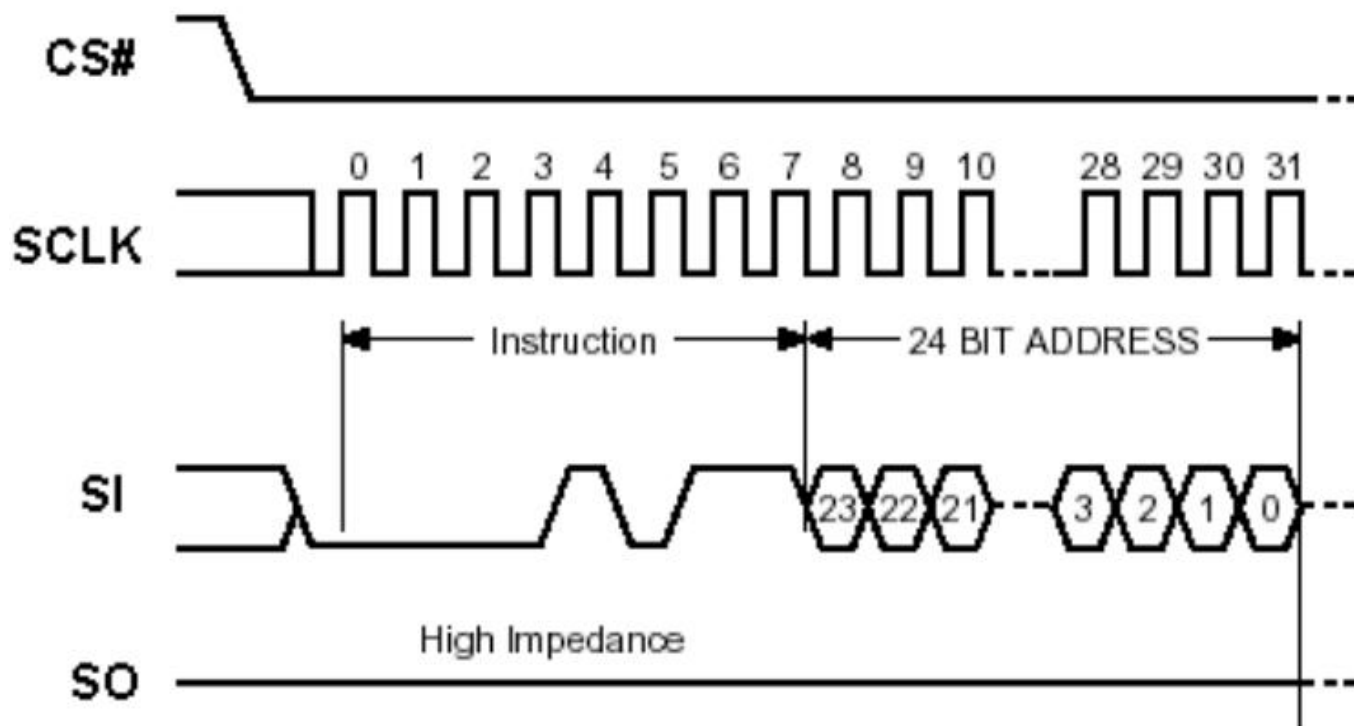 CS#
0 1 2 3 4 5 6 7 8 9 10 28 29 30 31
SCLK
Instruction 24 BIT ADDRESS
SI 23 22 21 3 2 1 0
High Impedance
SO